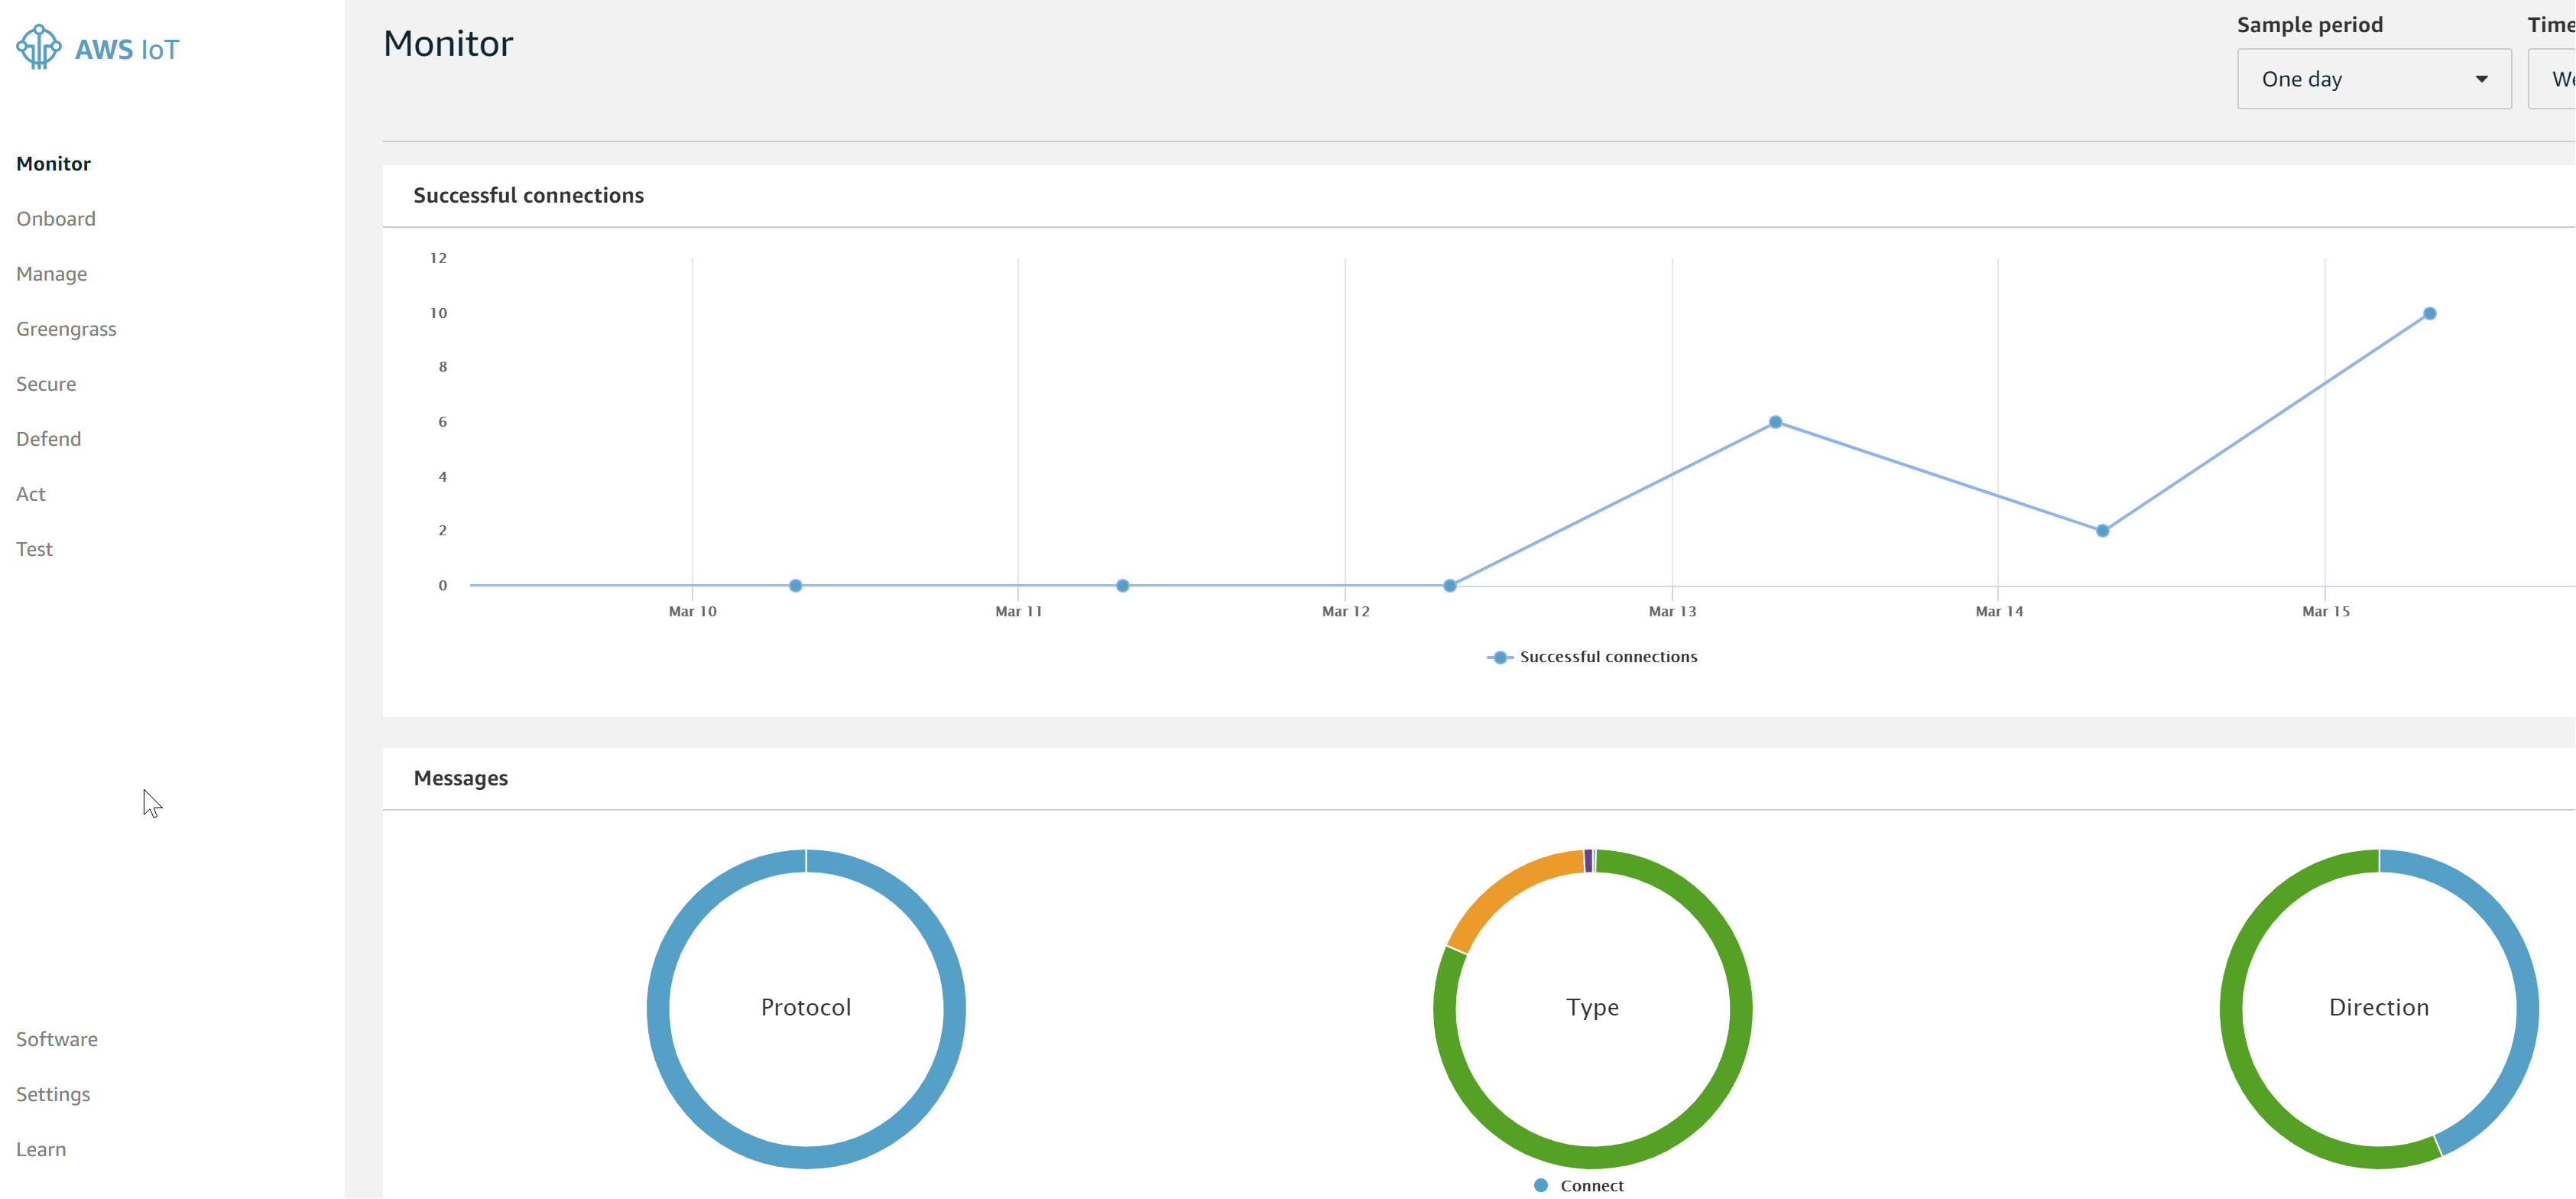 AWS IoT
Monitor
Onboard
Manage
Greengrass
Secure
Defend
Act
Test
Software
Settings
Learn
Monitor
Sample period
One day
Time
We
Successful connections
12
10
8
6
4
2
0
Mar 10 Mar 11 Mar 12 Mar 13 Mar 14 Mar 15
Successful connections
Messages
Protocol
Type
Direction
Connect